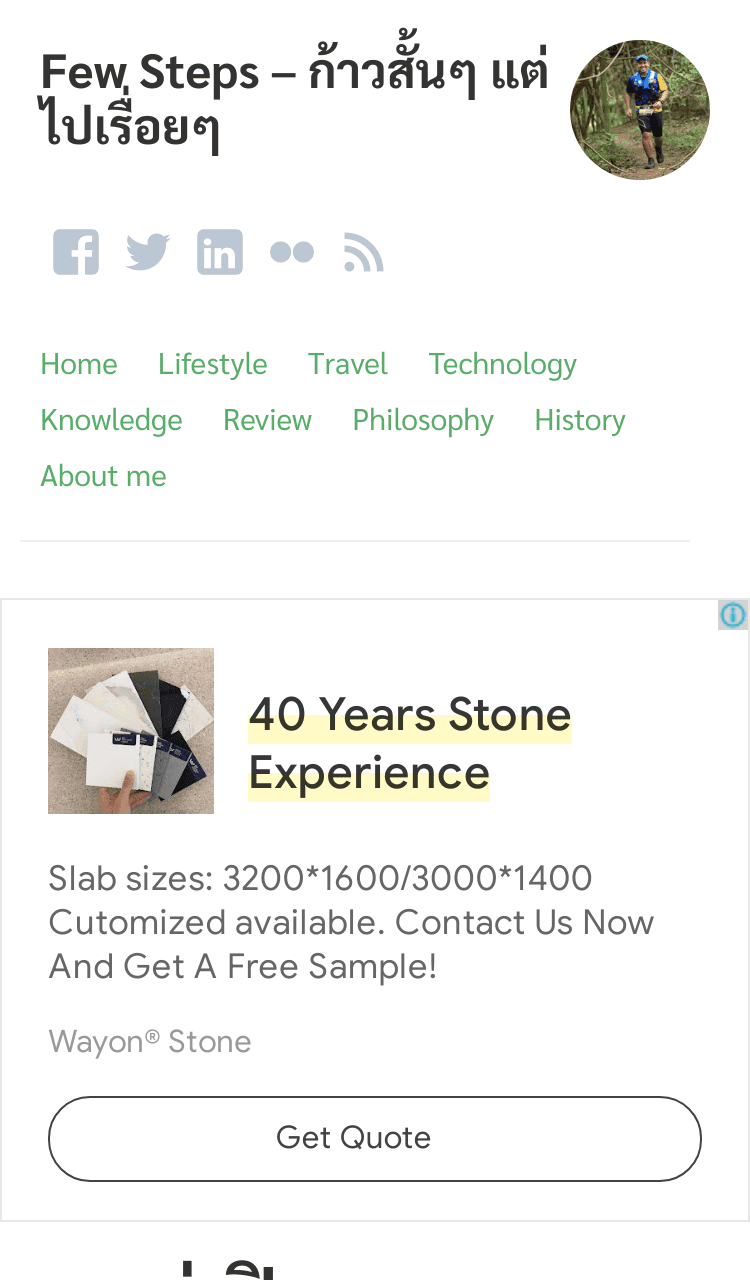 Few Steps – ก้าวสั้นๆ แต่
ไปเรื่อยๆ
Home Lifestyle Travel Technology
Knowledge Review Philosophy History
About me
40 Years Stone
Experience
Slab sizes: 3200*1600/3000*1400
Cutomized available. Contact Us Now
And Get A Free Sample!
Wayon® Stone
Get Quote